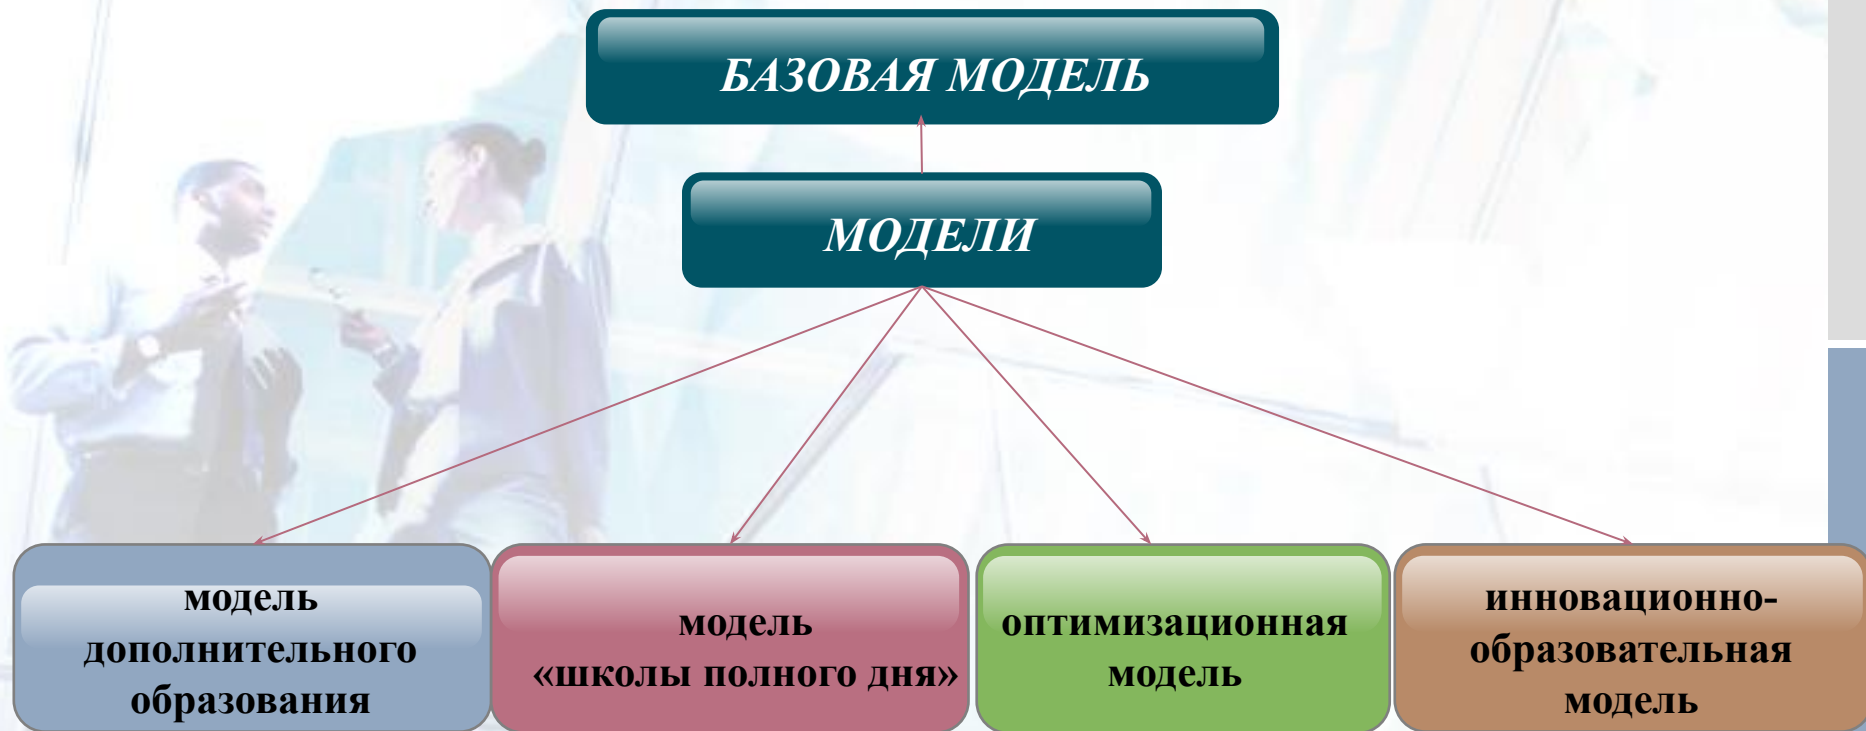 БАЗОВАЯ МОДЕЛЬ
МОДЕЛИ
модель
дополнительного
образования
модель
«школы полного дня»
оптимизационная
модель
инновационно-
образовательная
модель